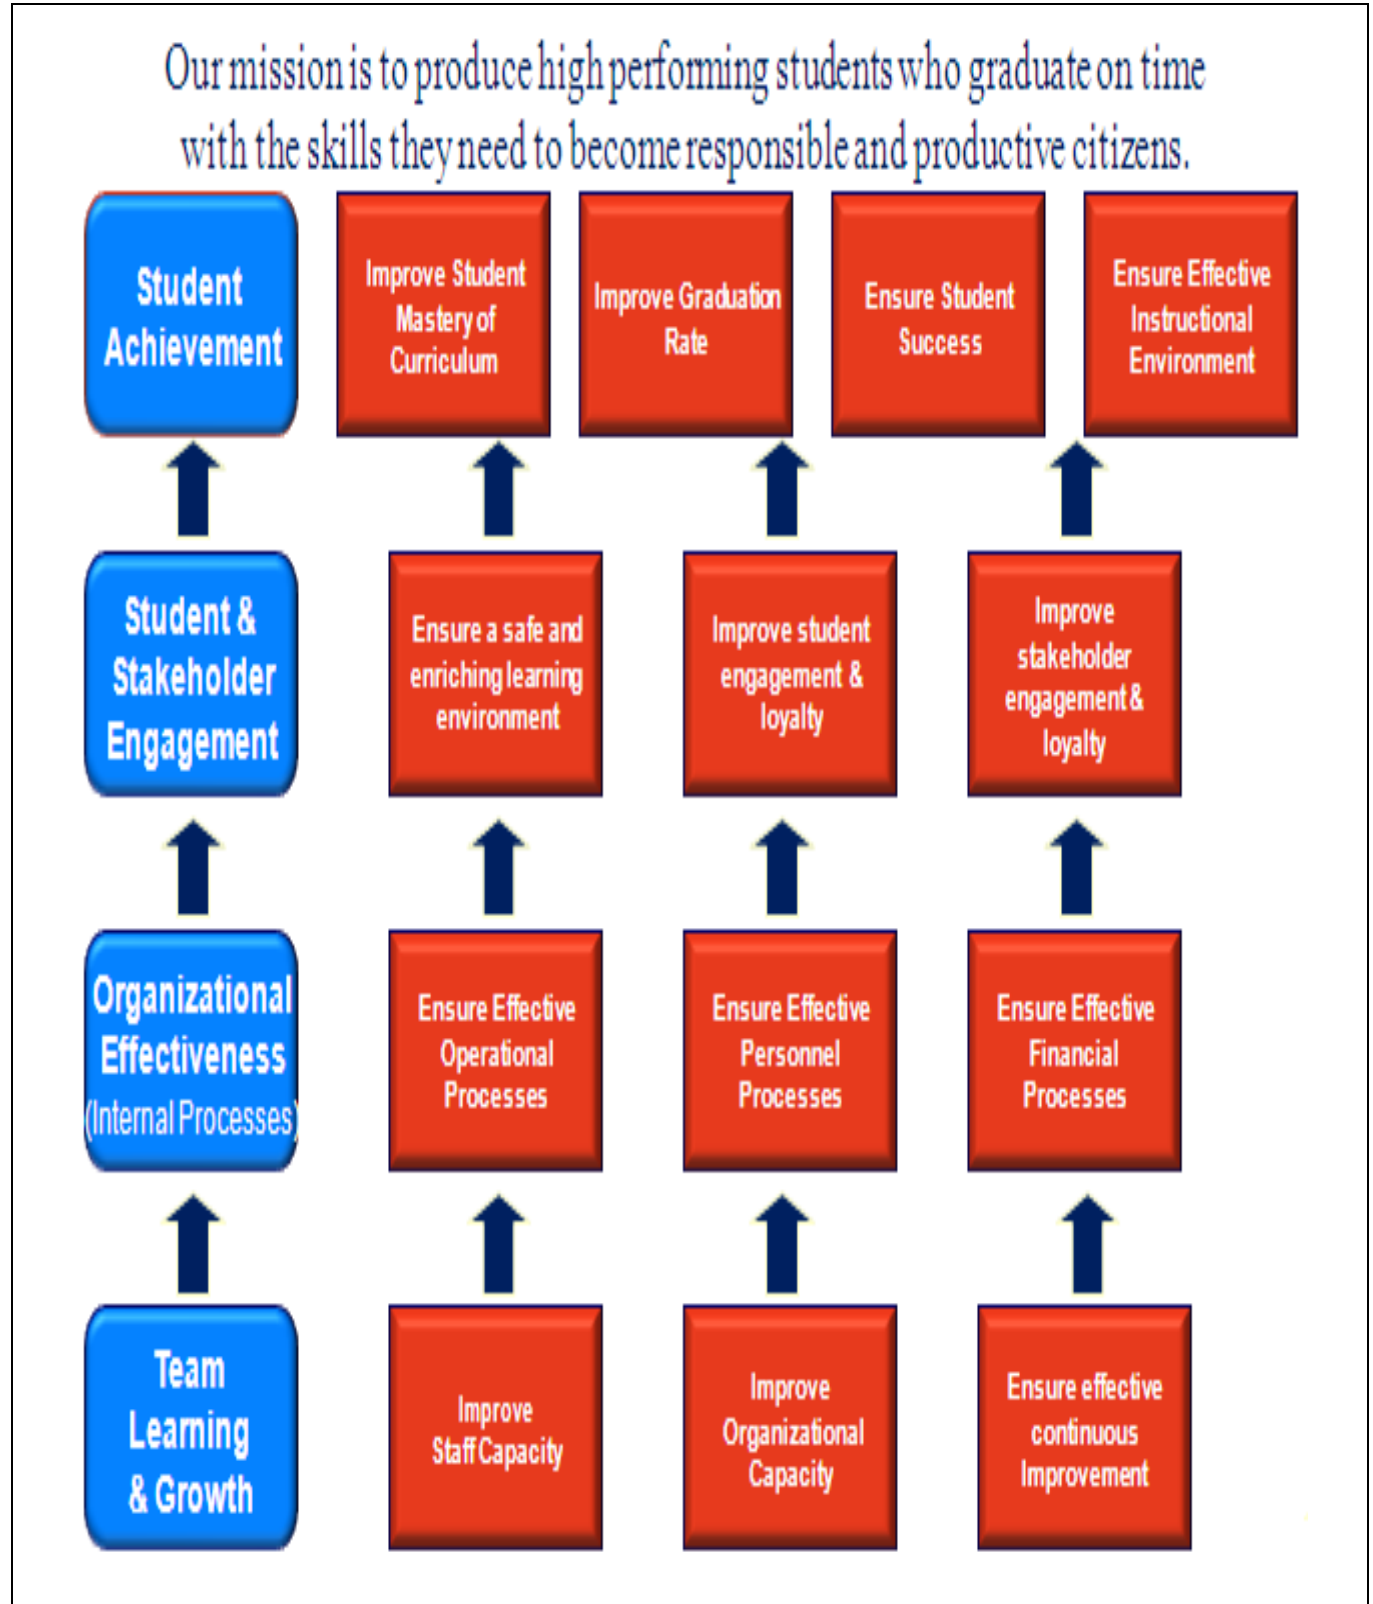 Our mission is to produce high performing students who graduate on time
with the skills they need to become responsible and productive citizens.
Student
Achievement
Improve Student
Mastery of
Curriculum
Improve Graduation
Rate
Ensure Student
Success
Ensure Effective
Instructional
Environment
Student &
Stakeholder
Engagement
Ensure a safe and
enriching learning
environment
Improve student
engagement &
loyalty
Improve
stakeholder
engagement &
loyalty
Organizational
Effectiveness
(Internal Processes)
Ensure Effective
Operational
Processes
Ensure Effective
Personnel
Processes
Ensure Effective
Financial
Processes
Team
Learning
& Growth
Improve
Staff Capacity
Improve
Organizational
Capacity
Ensure effective
continuous
Improvement